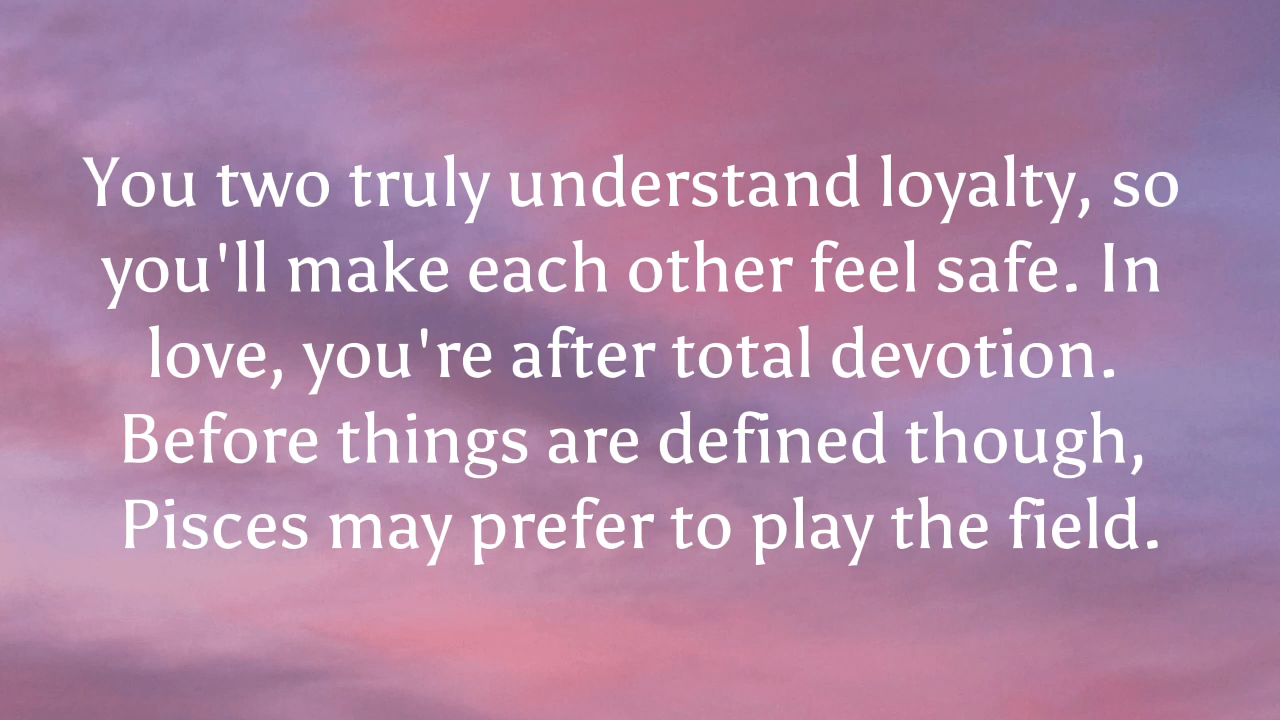 You two truly understand loyalty, so
you'll make each other feel safe. In
love, you're after total devotion.
Before things are defined though,
Pisces may prefer to play the field.